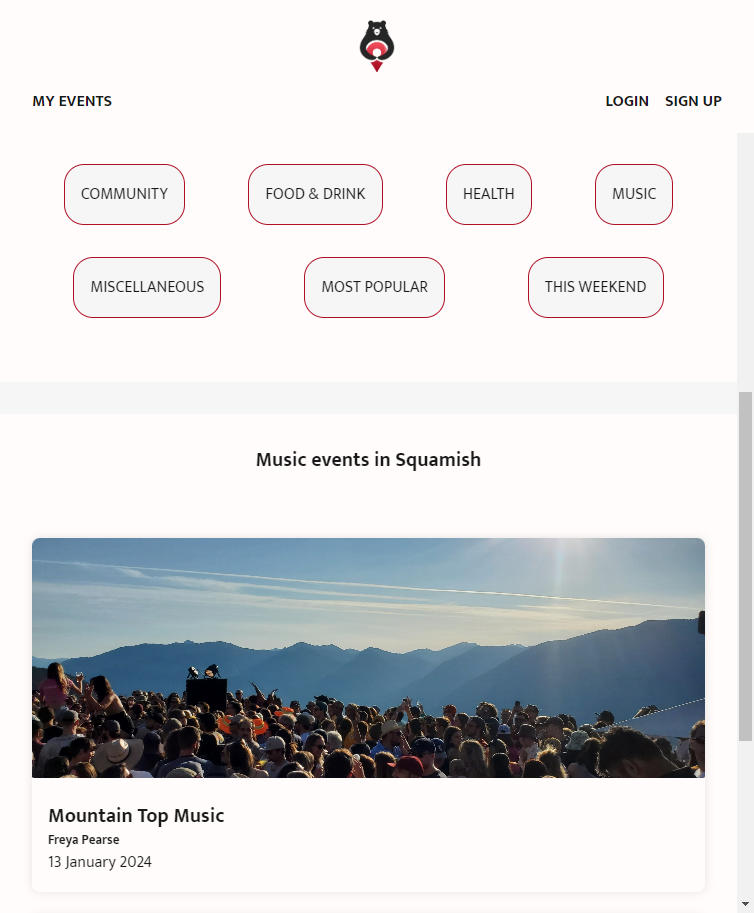 MY EVENTS LOGIN SIGN UP
COMMUNITY FOOD & DRINK HEALTH MUSIC
MISCELLANEOUS MOST POPULAR THIS WEEKEND
Music events in Squamish
Mountain Top Music
Freya Pearse
13 January 2024